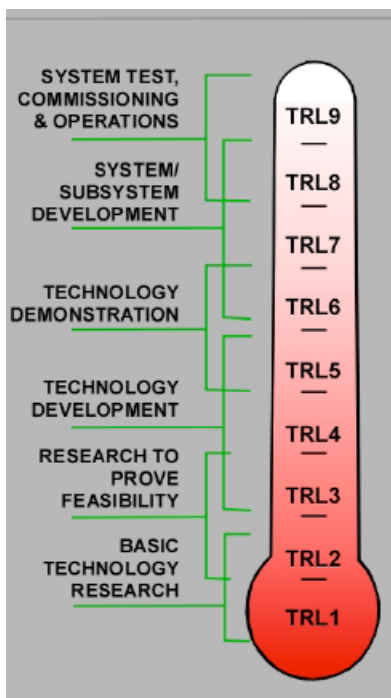 SYSTEM TEST,
COMMISSIONING
& OPERATIONS
SYSTEM/
SUBSYSTEM
DEVELOPMENT
TECHNOLOGY
DEMONSTRATION
TECHNOLOGY
DEVELOPMENT
RESEARCH TO
PROVE
FEASIBILITY
BASIC
TECHNOLOGY
RESEARCH
TRL9
TRL8
TRL7
TRL6
TRL5
TRL4
TRL3
TRL2
TRL1